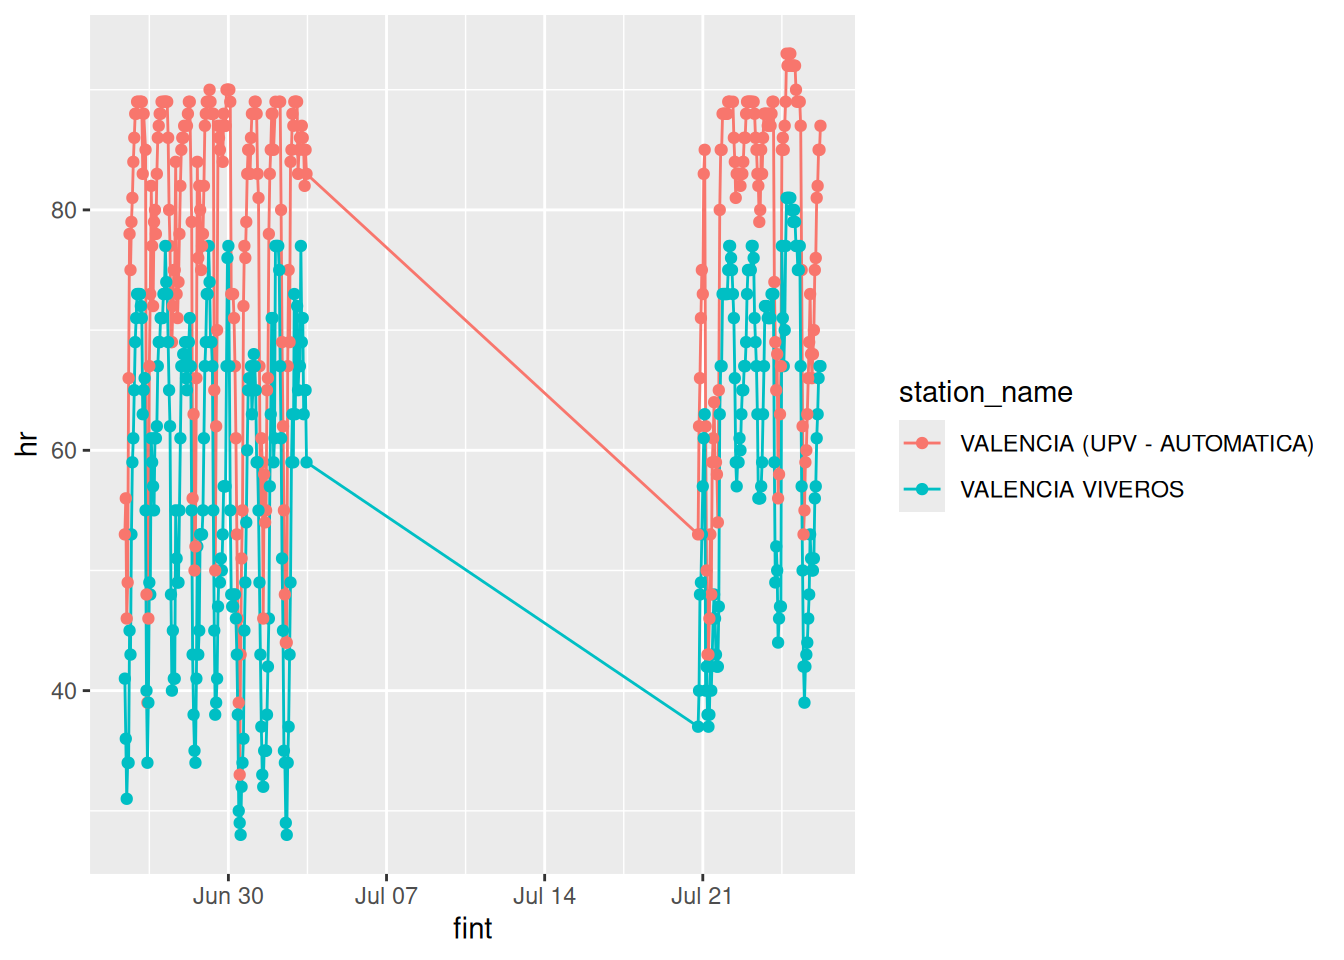 hr
80
60
40
Jun 30
Jul 07
Jul 14
Jul 21
fint
station_name
VALENCIA (UPV - AUTOMATICA)
VALENCIA VIVEROS